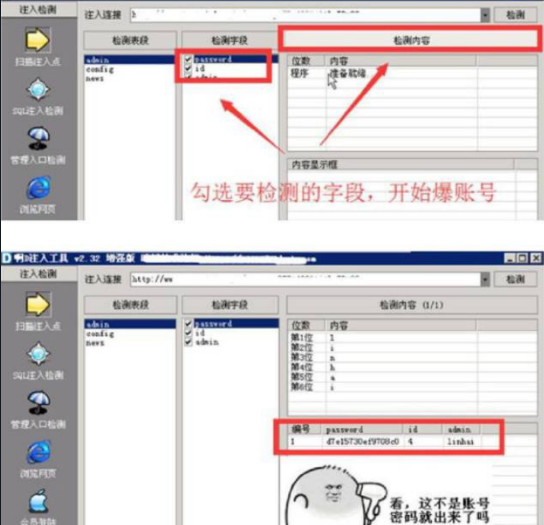 注入检测
注入连接
检测
检测表段
检测字段
检测内容
扫描注入点
admin
config
news
password
id
admin
位数
内容
程序
准备就绪
SQL注入检测
管理入口检测
内容显示框
浏览网页
勾选要检测的字段，开始爆账号
啊D注入工具 v2.32 增强版
注入检测
注入连接
http://ww
检测
检测表段
检测字段
检测内容 (1/1)
扫描注入点
admin
config
news
password
id
admin
位数
内容
第1位
l
第2位
i
第3位
n
第4位
h
第5位
a
第6位
i
SQL注入检测
管理入口检测
编号
password
id
admin
1
d7e15730ef9708c0
4
linhai
浏览网页
看，这不是账号
密码就出来了吗